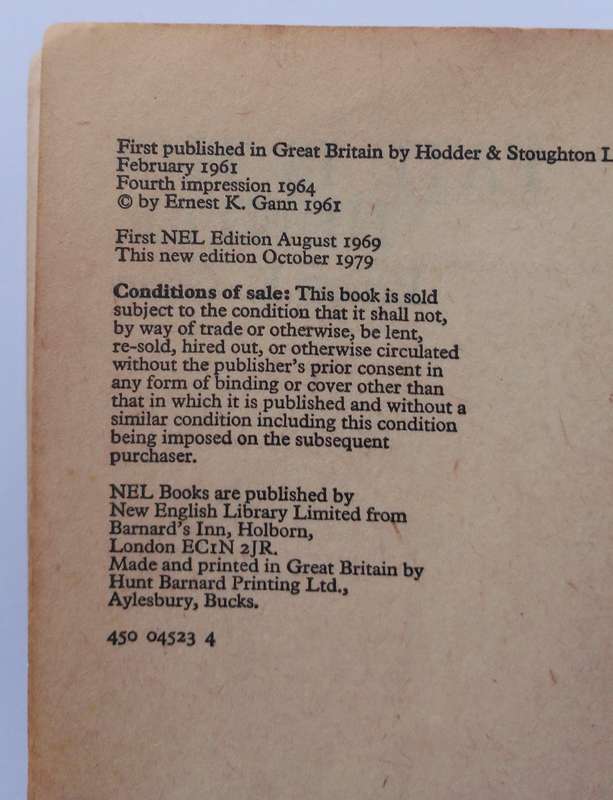 First published in Great Britain by Hodder & Stoughton L
February 1961
Fourth impression 1964
© by Ernest K. Gann 1961
First NEL Edition August 1969
This new edition October 1979
Conditions of sale: This book is sold
subject to the condition that it shall not,
by way of trade or otherwise, be lent,
re-sold, hired out, or otherwise circulated
without the publisher's prior consent in
any form of binding or cover other than
that in which it is published and without a
similar condition including this condition
being imposed on the subsequent
purchaser.
NEL Books are published by
New English Library Limited from
Barnard's Inn, Holborn,
London EC1N 2JR.
Made and printed in Great Britain by
Hunt Barnard Printing Ltd.,
Aylesbury, Bucks.
450 04523 4